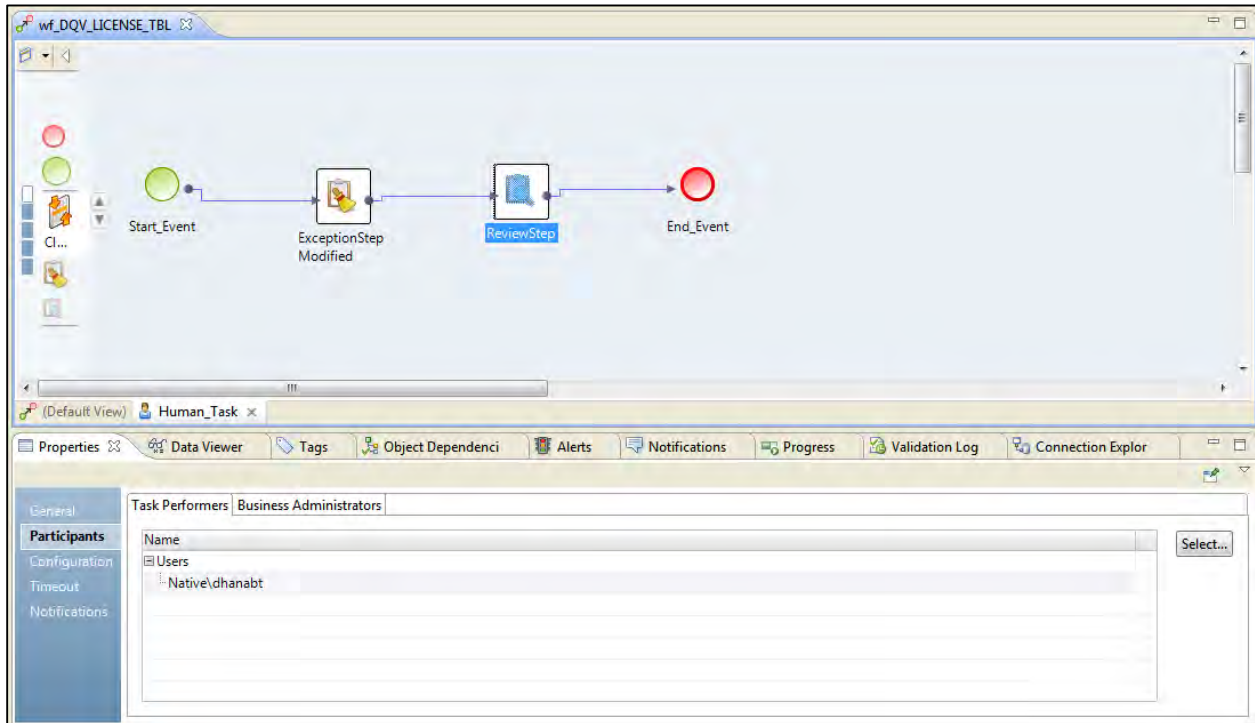 wf_DQV_LICENSE_TBL
Cl...
Start_Event
ExceptionStep
Modified
ReviewStep
End_Event
(Default View) Human_Task
Properties Data Viewer Tags Object Dependenci Alerts Notifications Progress Validation Log Connection Explor
General
Participants
Configuration
Timeout
Notifications
Task Performers Business Administrators
Name
Select...
Users
Native\dhanabt